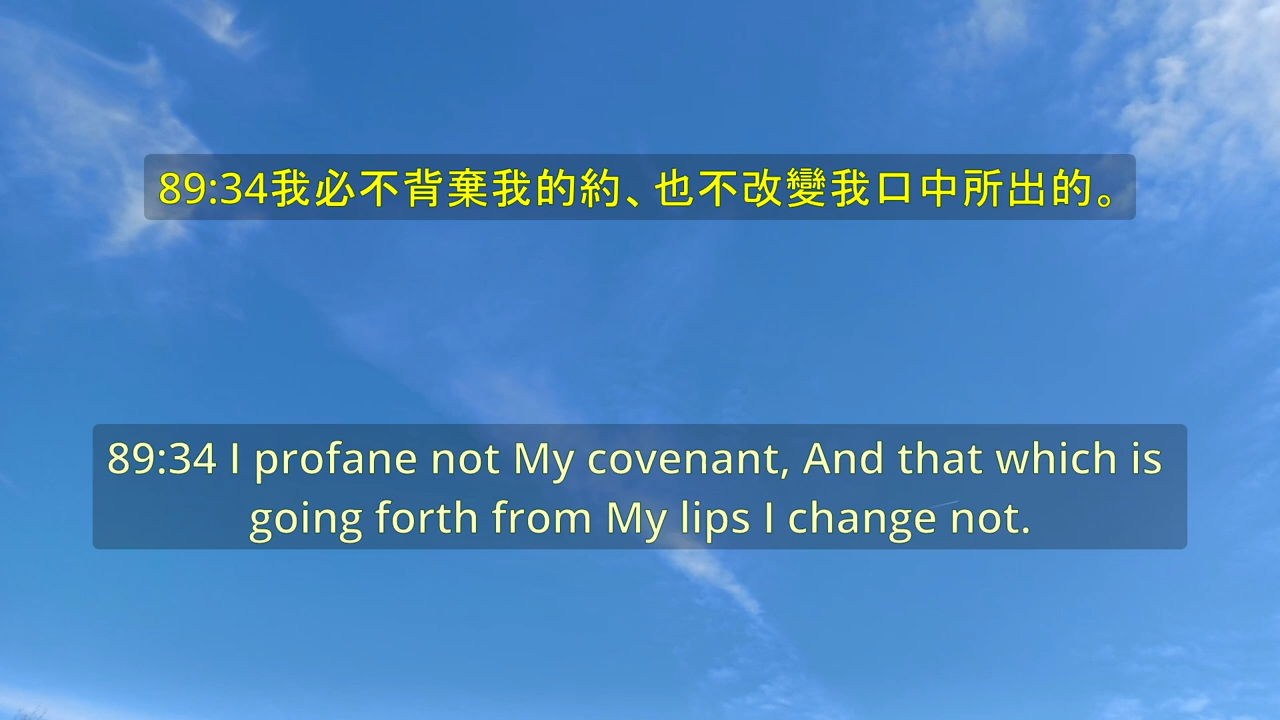 89:34我必不背棄我的約、也不改變我口中所出的。
89:34 I profane not My covenant, And that which is
going forth from My lips I change not.